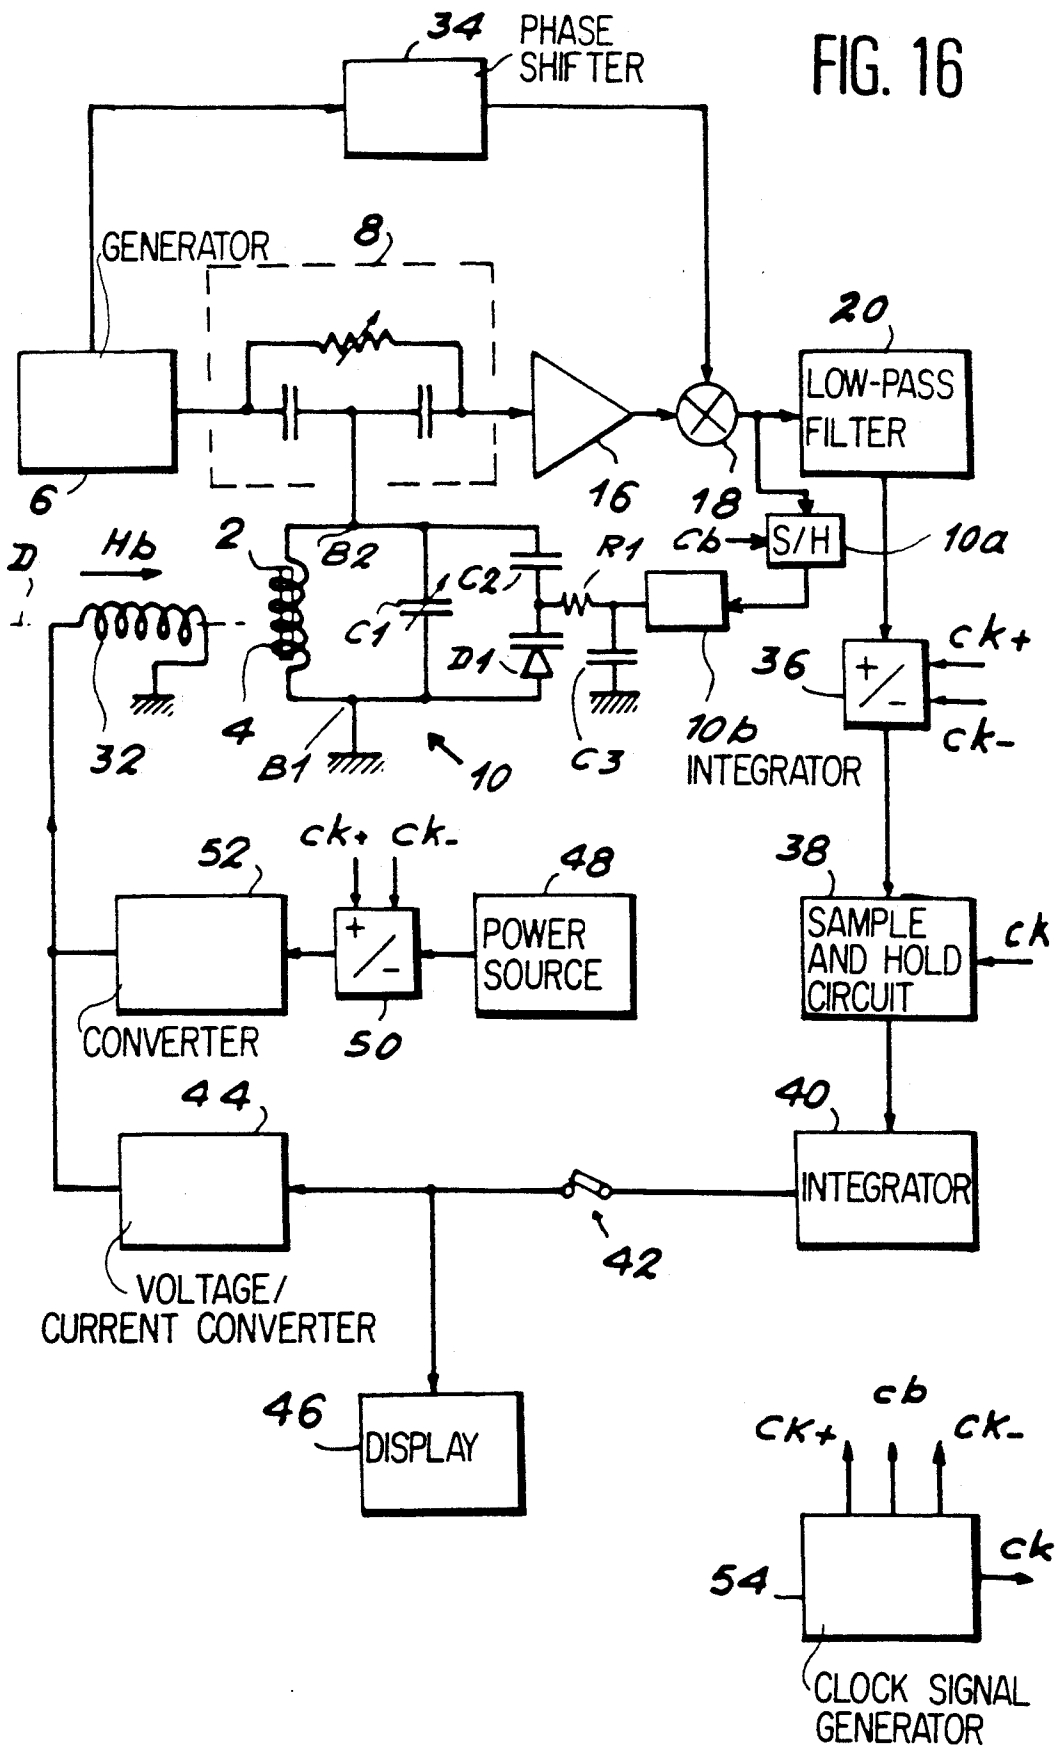 34
PHASE
SHIFTER
FIG. 16
GENERATOR
8
20
LOW-PASS
FILTER
6
16
18
D
Hb
2
B2
C2
R1
cb
S/H
10a
C1
4
D1
36
+
-
ck+
ck-
32
B1
10
C3
10b
INTEGRATOR
ck+
ck-
52
48
38
+
-
POWER
SOURCE
SAMPLE
AND HOLD
CIRCUIT
ck
CONVERTER
50
44
40
INTEGRATOR
42
VOLTAGE/
CURRENT CONVERTER
46
DISPLAY
cb
CK+
ck-
54
ck
CLOCK SIGNAL
GENERATOR